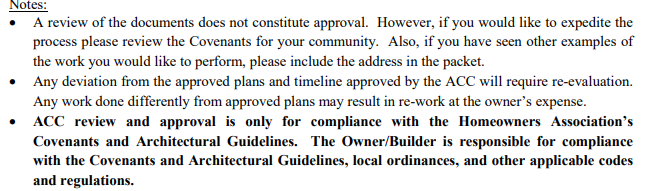 Notes:
• A review of the documents does not constitute approval. However, if you would like to expedite the
process please review the Covenants for your community. Also, if you have seen other examples of
the work you would like to perform, please include the address in the packet.
• Any deviation from the approved plans and timeline approved by the ACC will require re-evaluation.
Any work done differently from approved plans may result in re-work at the owner’s expense.
• ACC review and approval is only for compliance with the Homeowners Association’s
Covenants and Architectural Guidelines. The Owner/Builder is responsible for compliance
with the Covenants and Architectural Guidelines, local ordinances, and other applicable codes
and regulations.